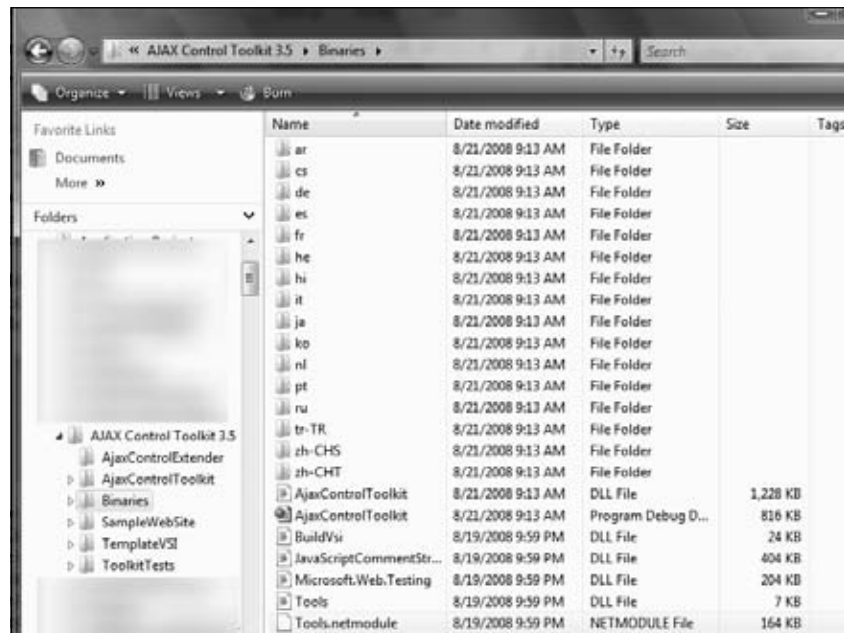 « AJAX Control Toolkit 3.5 ▸ Binaries ▸ Search
Organize Views Burn
Favorite Links
Documents
More »
Folders
AJAX Control Toolkit 3.5
AjaxControlExtender
AjaxControlToolkit
Binaries
SampleWebSite
TemplateVSI
ToolkitTests
Name Date modified Type Size Tags
ar 8/21/2008 9:13 AM File Folder
cs 8/21/2008 9:13 AM File Folder
de 8/21/2008 9:13 AM File Folder
es 8/21/2008 9:13 AM File Folder
fr 8/21/2008 9:13 AM File Folder
he 8/21/2008 9:13 AM File Folder
hi 8/21/2008 9:13 AM File Folder
it 8/21/2008 9:13 AM File Folder
ja 8/21/2008 9:13 AM File Folder
ko 8/21/2008 9:13 AM File Folder
nl 8/21/2008 9:13 AM File Folder
pt 8/21/2008 9:13 AM File Folder
ru 8/21/2008 9:13 AM File Folder
tr-TR 8/21/2008 9:13 AM File Folder
zh-CHS 8/21/2008 9:13 AM File Folder
zh-CHT 8/21/2008 9:13 AM File Folder
AjaxControlToolkit 8/21/2008 9:13 AM DLL File 1,228 KB
AjaxControlToolkit 8/21/2008 9:13 AM Program Debug D... 816 KB
BuildVsi 8/19/2008 9:59 PM DLL File 24 KB
JavaScriptCommentStr... 8/19/2008 9:59 PM DLL File 404 KB
Microsoft.Web.Testing 8/19/2008 9:59 PM DLL File 204 KB
Tools 8/19/2008 9:59 PM DLL File 7 KB
Tools.netmodule 8/19/2008 9:59 PM NETMODULE File 164 KB